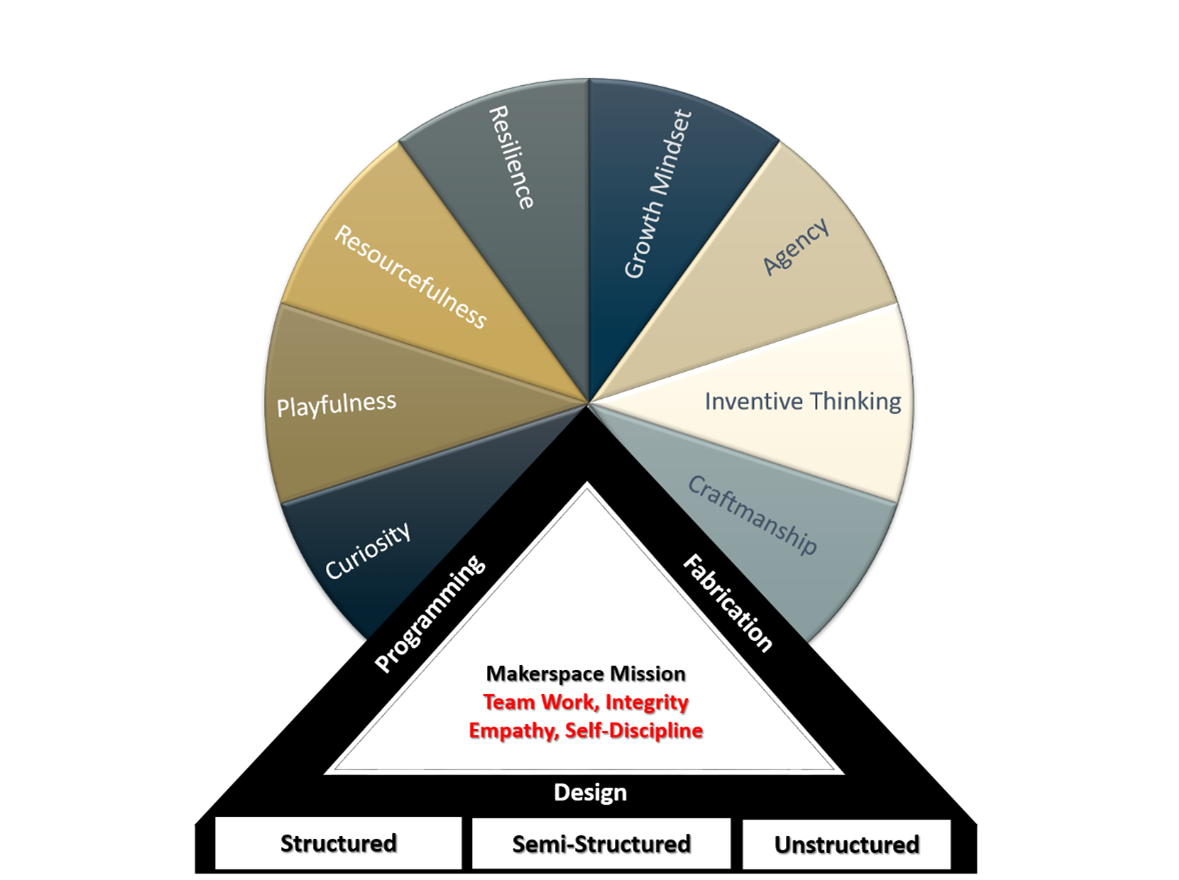 Resilience
Growth Mindset
Resourcefulness
Agency
Playfulness
Inventive Thinking
Curiosity
Craftmanship
Programming
Fabrication
Makerspace Mission
Team Work, Integrity
Empathy, Self-Discipline
Design
Structured
Semi-Structured
Unstructured